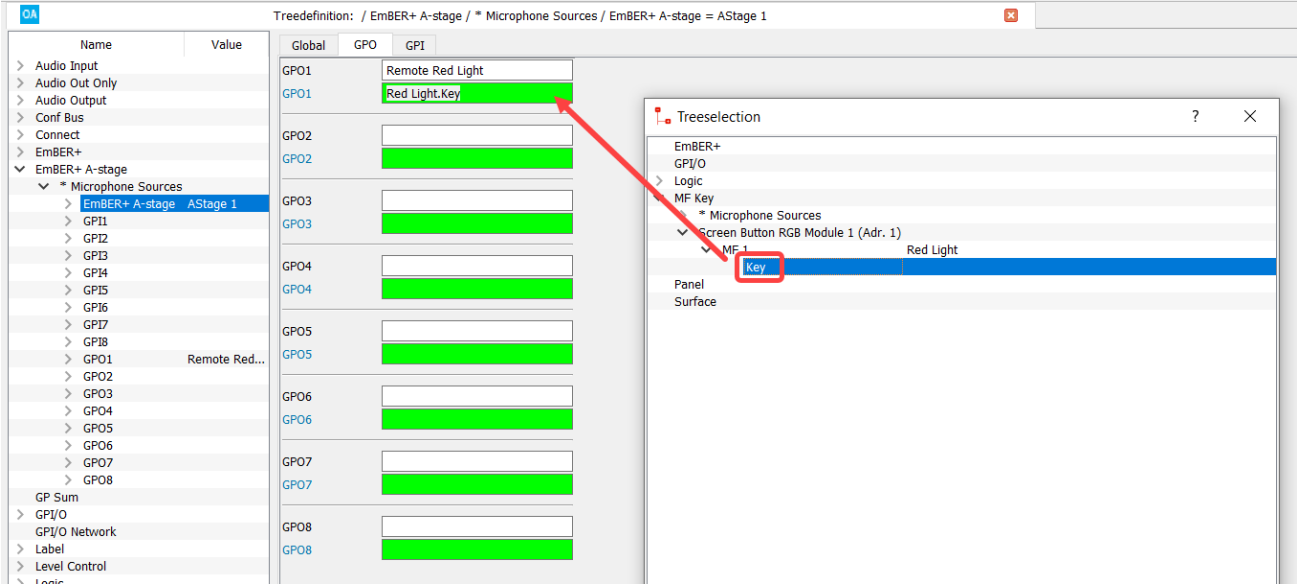 OA
Treedefinition: / EmBER+ A-stage / * Microphone Sources / EmBER+ A-stage = AStage 1
Name Value
Audio Input
Audio Out Only
Audio Output
Conf Bus
Connect
EmBER+
EmBER+ A-stage
* Microphone Sources
EmBER+ A-stage AStage 1
GPI1
GPI2
GPI3
GPI4
GPI5
GPI6
GPI7
GPI8
GPO1 Remote Red...
GPO2
GPO3
GPO4
GPO5
GPO6
GPO7
GPO8
GP Sum
GPI/O
GPI/O Network
Label
Level Control
Logic
Global GPO GPI
GPO1 Remote Red Light
GPO1 Red Light.Key
GPO2
GPO2
GPO3
GPO3
GPO4
GPO4
GPO5
GPO5
GPO6
GPO6
GPO7
GPO7
GPO8
GPO8
Treeselection ?
EmBER+
GPI/O
Logic
MF Key
* Microphone Sources
Screen Button RGB Module 1 (Adr. 1)
MF 1 Red Light
Key
Panel
Surface